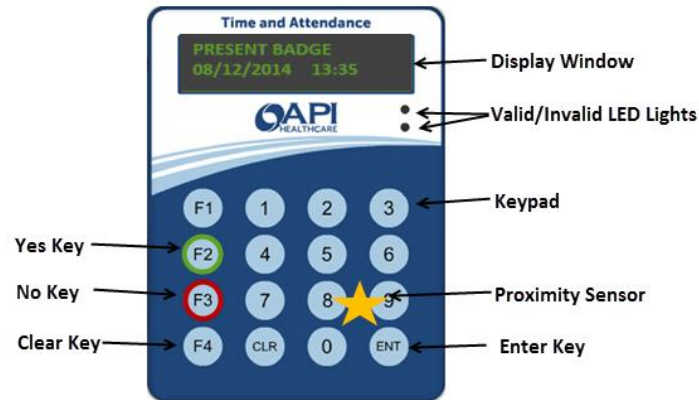 Time and Attendance
PRESENT BADGE
08/12/2014 13:35
Display Window
API
HEALTHCARE
Valid/Invalid LED Lights
F1 1 2 3
Keypad
Yes Key
F2 4 5 6
No Key
F3 7 8 9
Proximity Sensor
Clear Key
F4 CLR 0 ENT
Enter Key